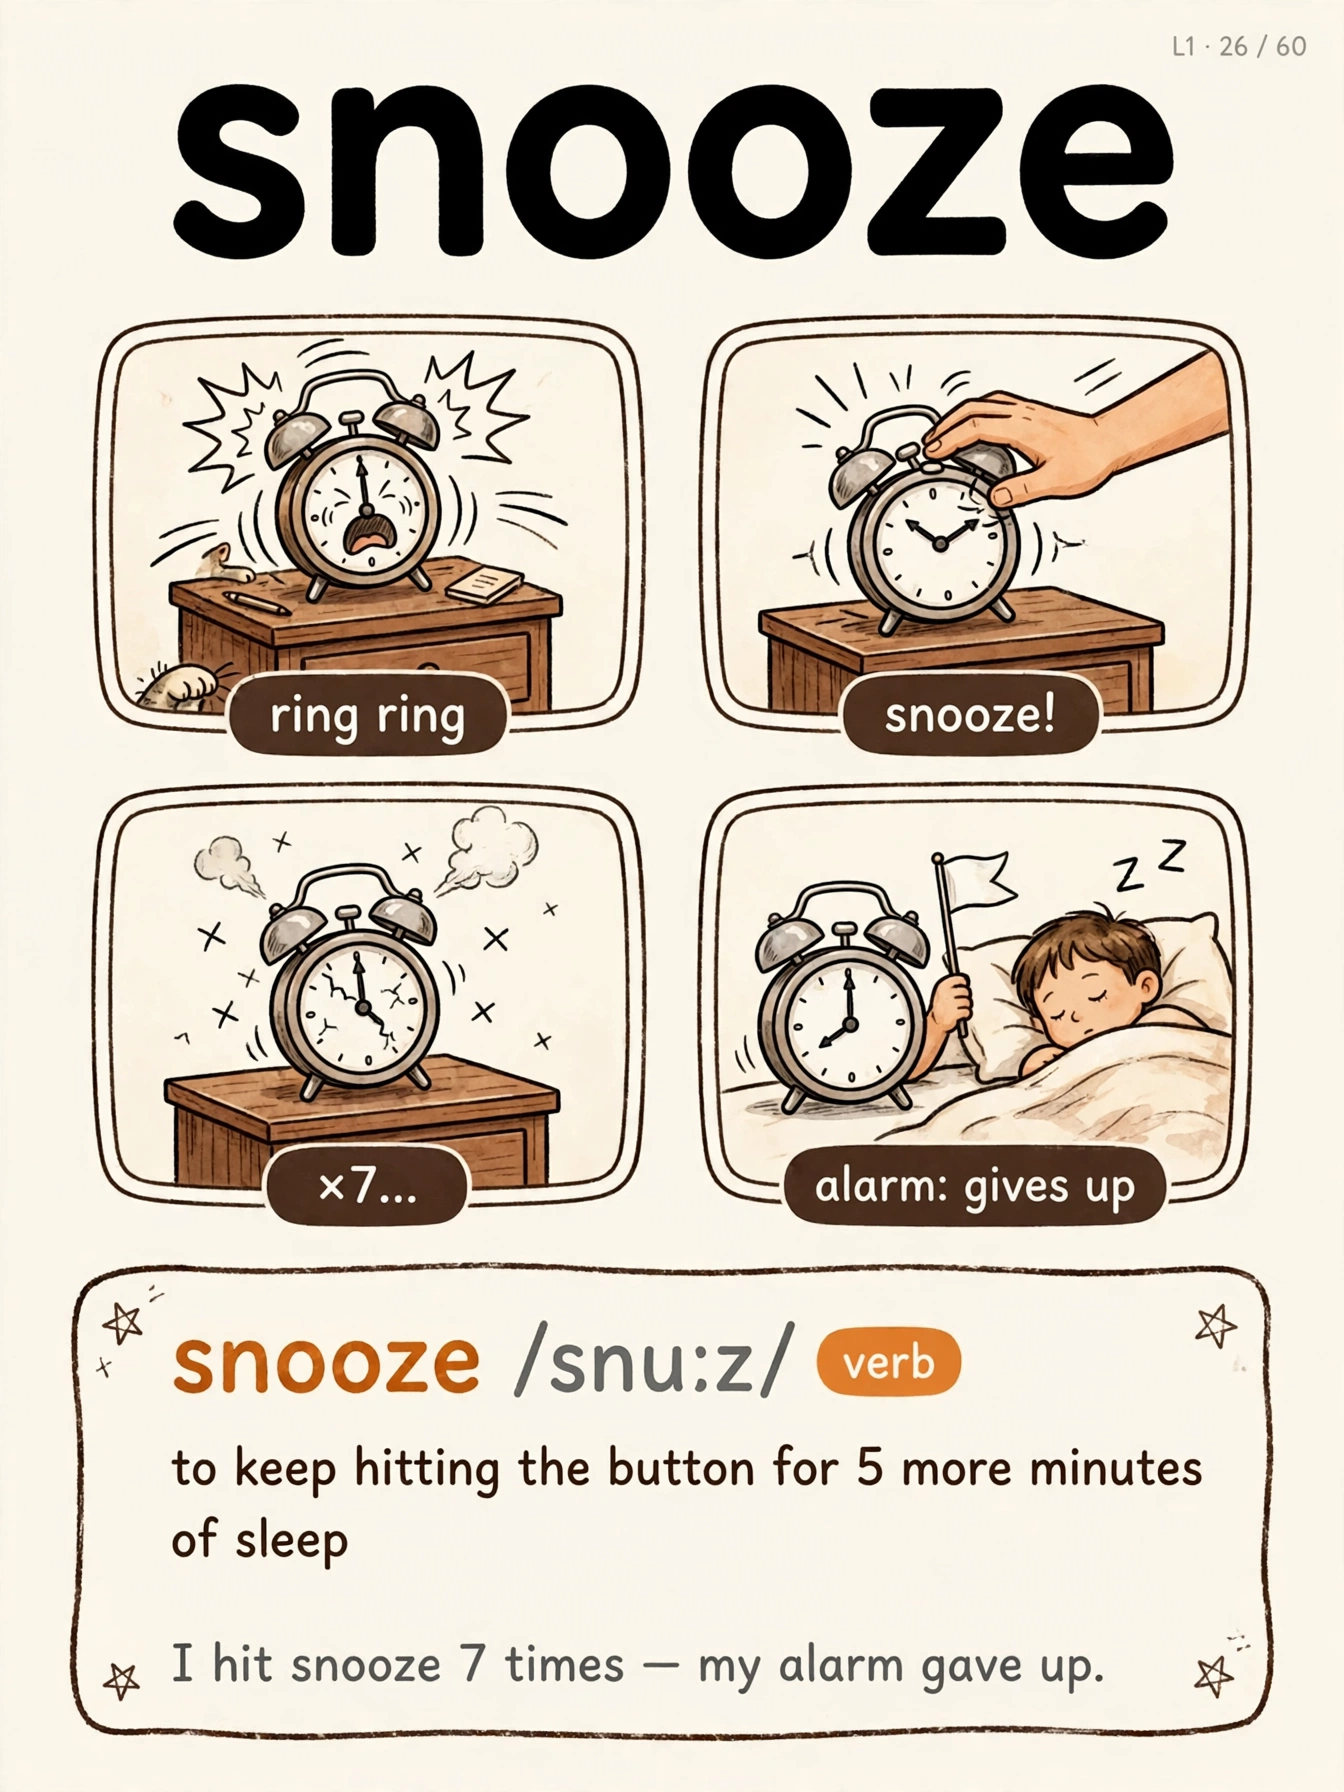 L1 · 26 / 60
snooze
ring ring
snooze!
×7...
alarm: gives up
snooze /snu:z/ verb
to keep hitting the button for 5 more minutes
of sleep
I hit snooze 7 times — my alarm gave up.